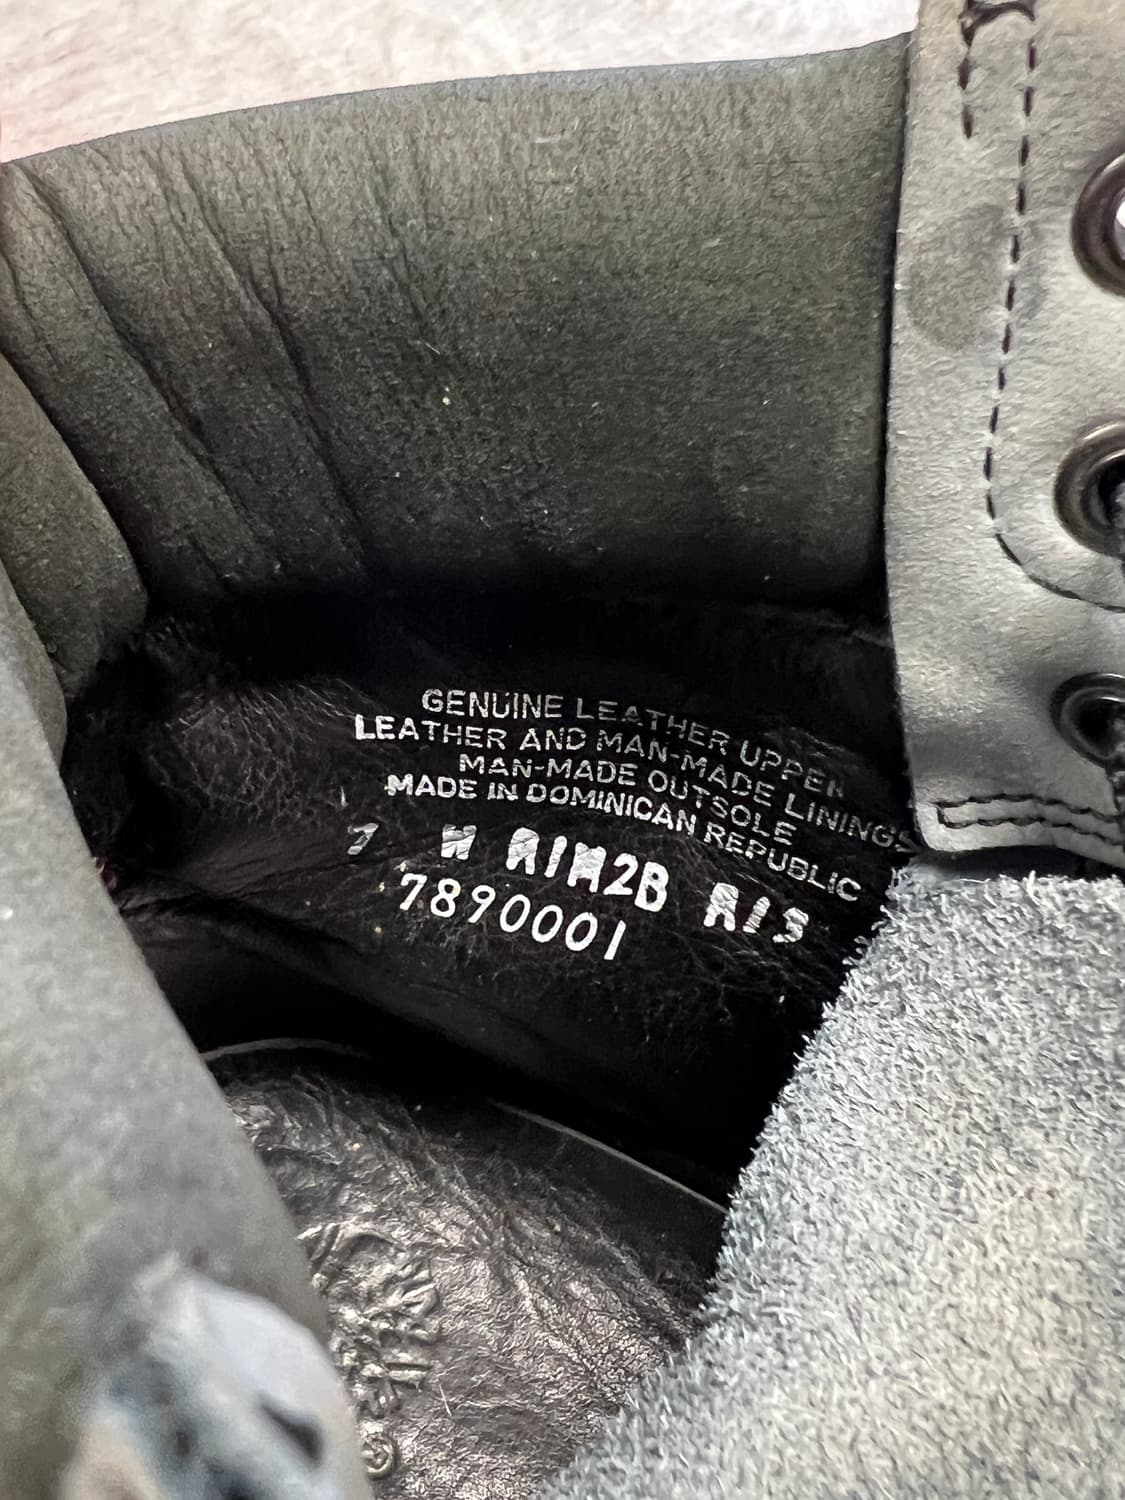 GENUINE LEATHER UPPER
LEATHER AND MAN-MADE LININGS
MAN-MADE OUTSOLE
MADE IN DOMINICAN REPUBLIC
7 W A1M2B A13
7890001